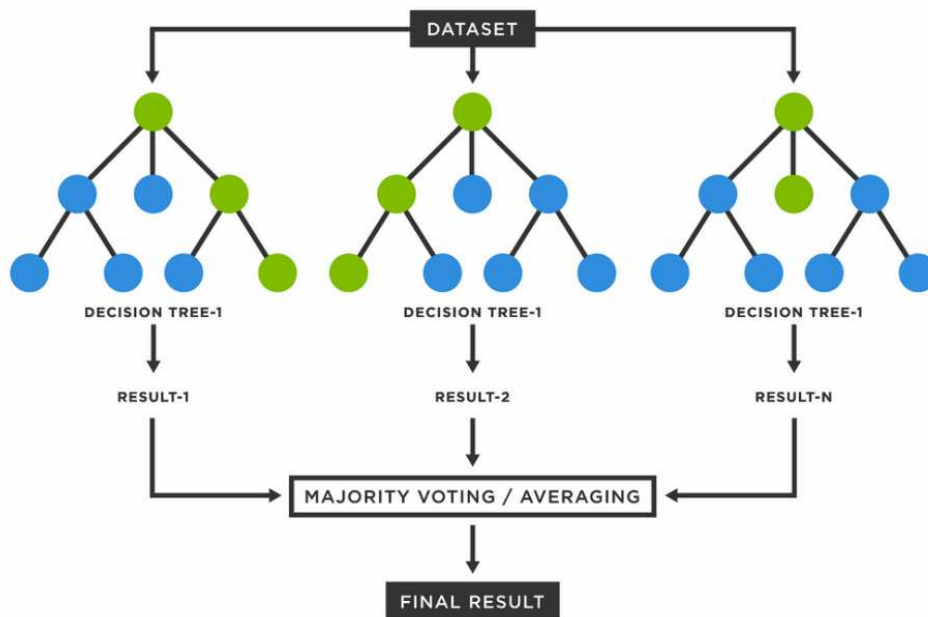 DATASET
DECISION TREE-1
DECISION TREE-1
DECISION TREE-1
RESULT-1
RESULT-2
RESULT-N
MAJORITY VOTING / AVERAGING
FINAL RESULT